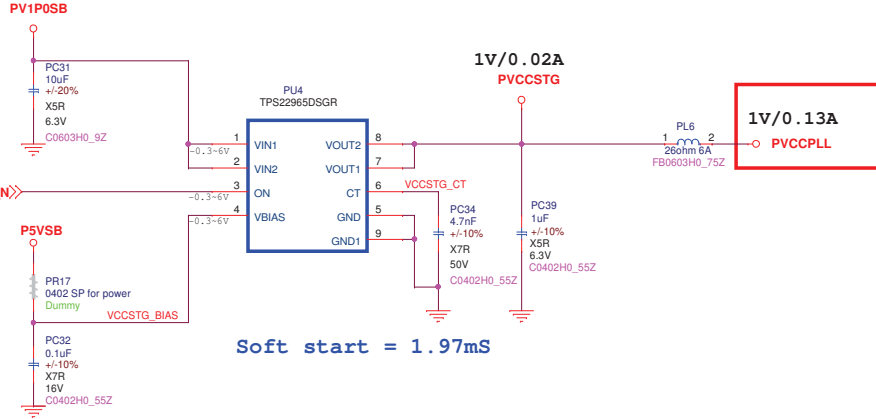 PV1P0SB
PC31
10uF
+/-20%
X5R
6.3V
C0603H0_9Z
PU4
TPS22965DSGR
1
VIN1
-0.3~6V
2
VIN2
N
3
ON
-0.3~6V
4
VBIAS
-0.3~6V
VOUT2
8
VOUT1
7
CT
6
VCCSTG_CT
GND
5
GND1
9
1V/0.02A
PVCCSTG
PC34
4.7nF
+/-10%
X7R
50V
C0402H0_55Z
PC39
1uF
+/-10%
X5R
6.3V
C0402H0_55Z
PL6
1
2
26ohm 6A
FB0603H0_75Z
1V/0.13A
PVCCPLL
P5VSB
PR17
0402 SP for power
Dummy
VCCSTG_BIAS
PC32
0.1uF
+/-10%
X7R
16V
C0402H0_55Z
Soft start = 1.97mS